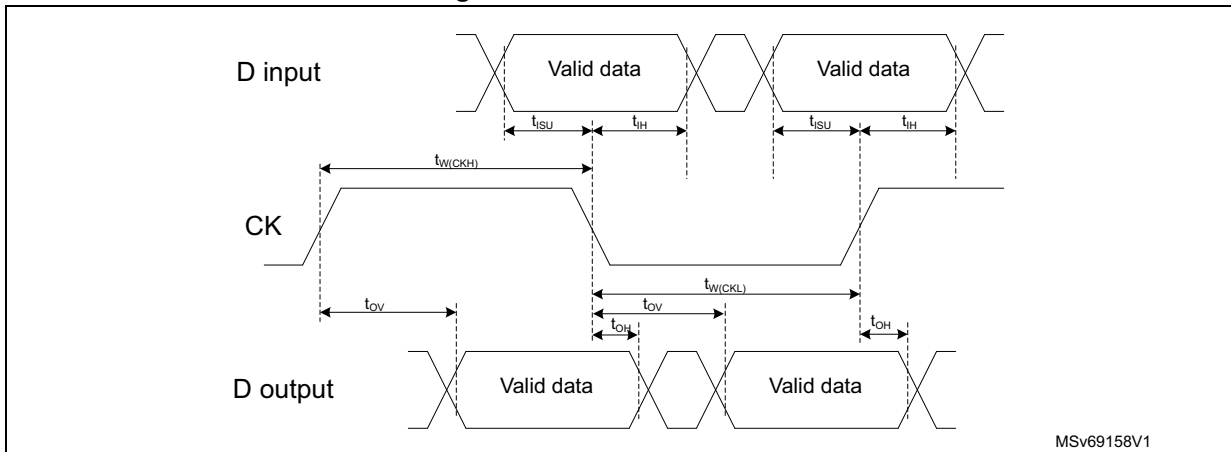 D input
Valid data
Valid data
tISU
tIH
tISU
tIH
tW(CKH)
CK
tW(CKL)
tOV
tOV
tOH
tOH
D output
Valid data
Valid data
MSv69158V1